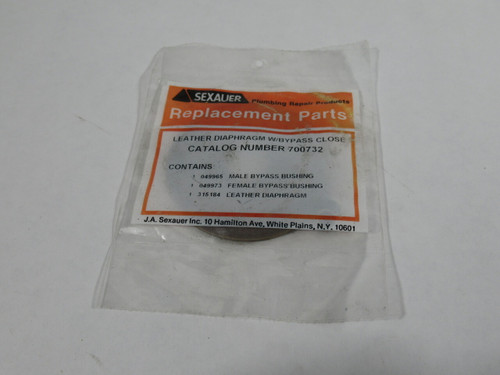 SEXAUER Plumbing Repair Products
Replacement Parts
LEATHER DIAPHRAGM W/BYPASS CLOSE
CATALOG NUMBER 700732
CONTAINS:
1 049965 MALE BYPASS BUSHING
1 049973 FEMALE BYPASS BUSHING
1 316184 LEATHER DIAPHRAGM
J.A. Sexauer Inc. 10 Hamilton Ave, White Plains, N.Y. 10601